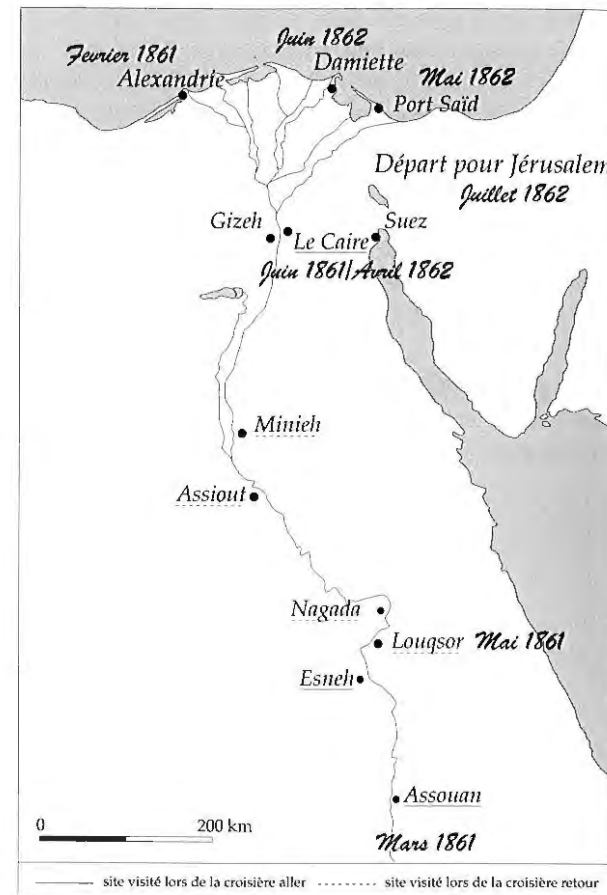 Fevrier 1861
Alexandrie
Juin 1862
Damiette
Mai 1862
Port Saïd
Départ pour Jérusalem
Juillet 1862
Gizeh
Le Caire
Suez
Juin 1861/Avril 1862
Minieh
Assiout
Nagada
Louqsor Mai 1861
Esneh
Assouan
0 200 km
Mars 1861
site visité lors de la croisière aller site visité lors de la croisière retour